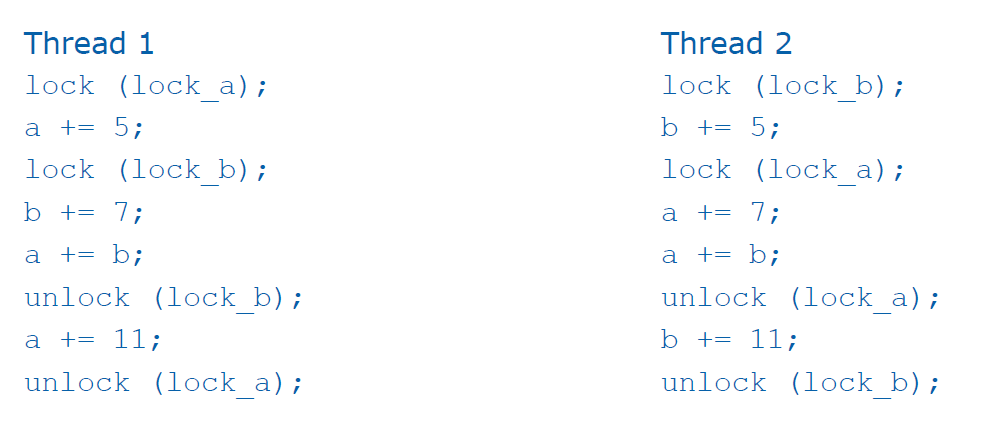 Thread 1
lock (lock_a);
a += 5;
lock (lock_b);
b += 7;
a += b;
unlock (lock_b);
a += 11;
unlock (lock_a);
Thread 2
lock (lock_b);
b += 5;
lock (lock_a);
a += 7;
a += b;
unlock (lock_a);
b += 11;
unlock (lock_b);